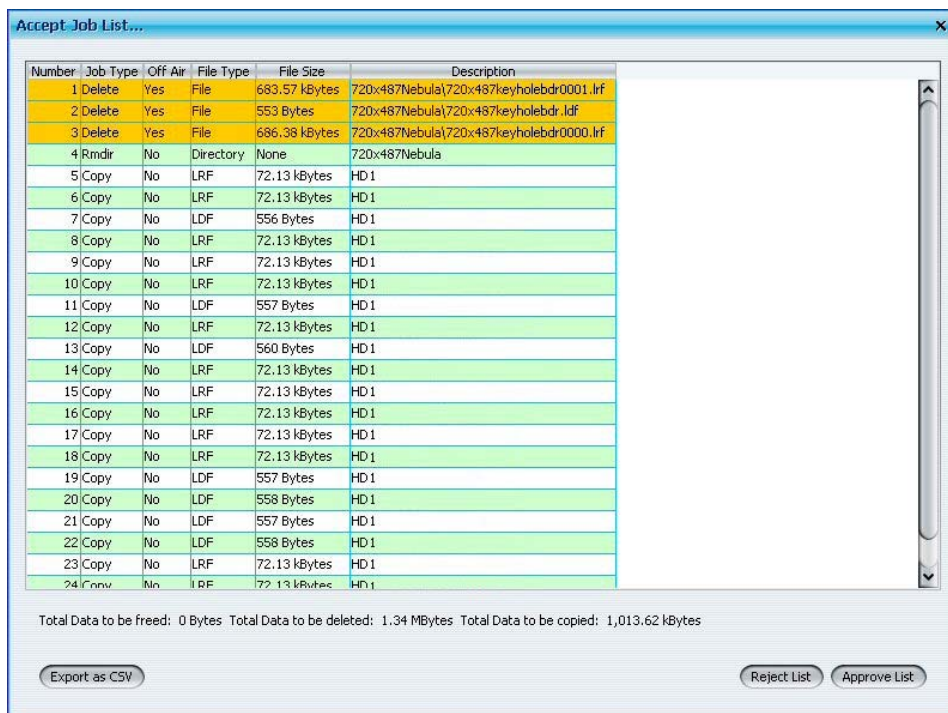 Accept Job List...
Number Job Type Off Air File Type File Size Description
1 Delete Yes File 683.57 kBytes 720x487Nebula\720x487keyholebdr0001.lrf
2 Delete Yes File 553 Bytes 720x487Nebula\720x487keyholebdr.ldf
3 Delete Yes File 686.38 kBytes 720x487Nebula\720x487keyholebdr0000.lrf
4 Rmdir No Directory None 720x487Nebula
5 Copy No LRF 72.13 kBytes HD1
6 Copy No LRF 72.13 kBytes HD1
7 Copy No LDF 556 Bytes HD1
8 Copy No LRF 72.13 kBytes HD1
9 Copy No LRF 72.13 kBytes HD1
10 Copy No LRF 72.13 kBytes HD1
11 Copy No LDF 557 Bytes HD1
12 Copy No LRF 72.13 kBytes HD1
13 Copy No LDF 560 Bytes HD1
14 Copy No LRF 72.13 kBytes HD1
15 Copy No LRF 72.13 kBytes HD1
16 Copy No LRF 72.13 kBytes HD1
17 Copy No LRF 72.13 kBytes HD1
18 Copy No LRF 72.13 kBytes HD1
19 Copy No LDF 557 Bytes HD1
20 Copy No LDF 558 Bytes HD1
21 Copy No LDF 557 Bytes HD1
22 Copy No LDF 558 Bytes HD1
23 Copy No LRF 72.13 kBytes HD1
24 Copy No LRF 72.13 kBytes HD1
Total Data to be freed: 0 Bytes Total Data to be deleted: 1.34 MBytes Total Data to be copied: 1,013.62 kBytes
Export as CSV Reject List Approve List